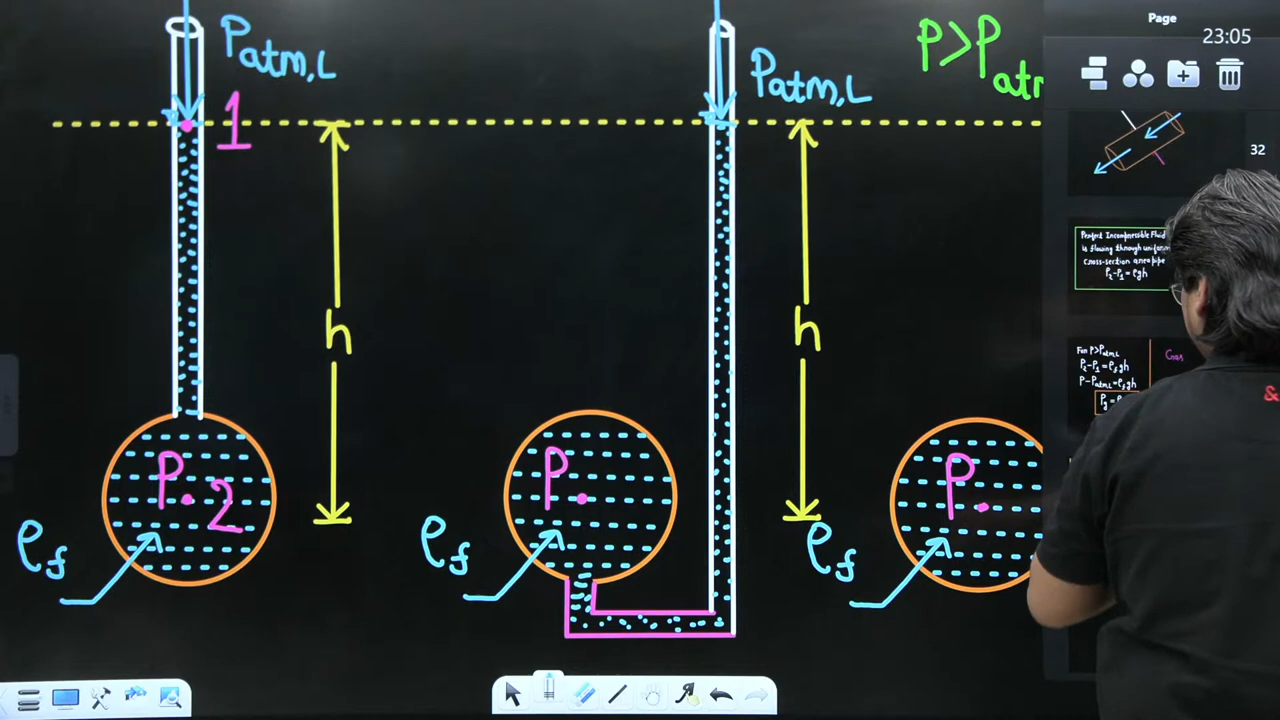 Patm,L
1
h
P. 2
ρf
Patm,L
h
P.
ρf
P>Patm
P.
ρf
Page
23:05
32
Perfect Incompressible Fluid
is flowing through uniform
cross-section area pipe
P2-P1=ρgh
For P>Patm,L
P2-P1=ρfgh
P-Patm,L=ρfgh
Gas
&